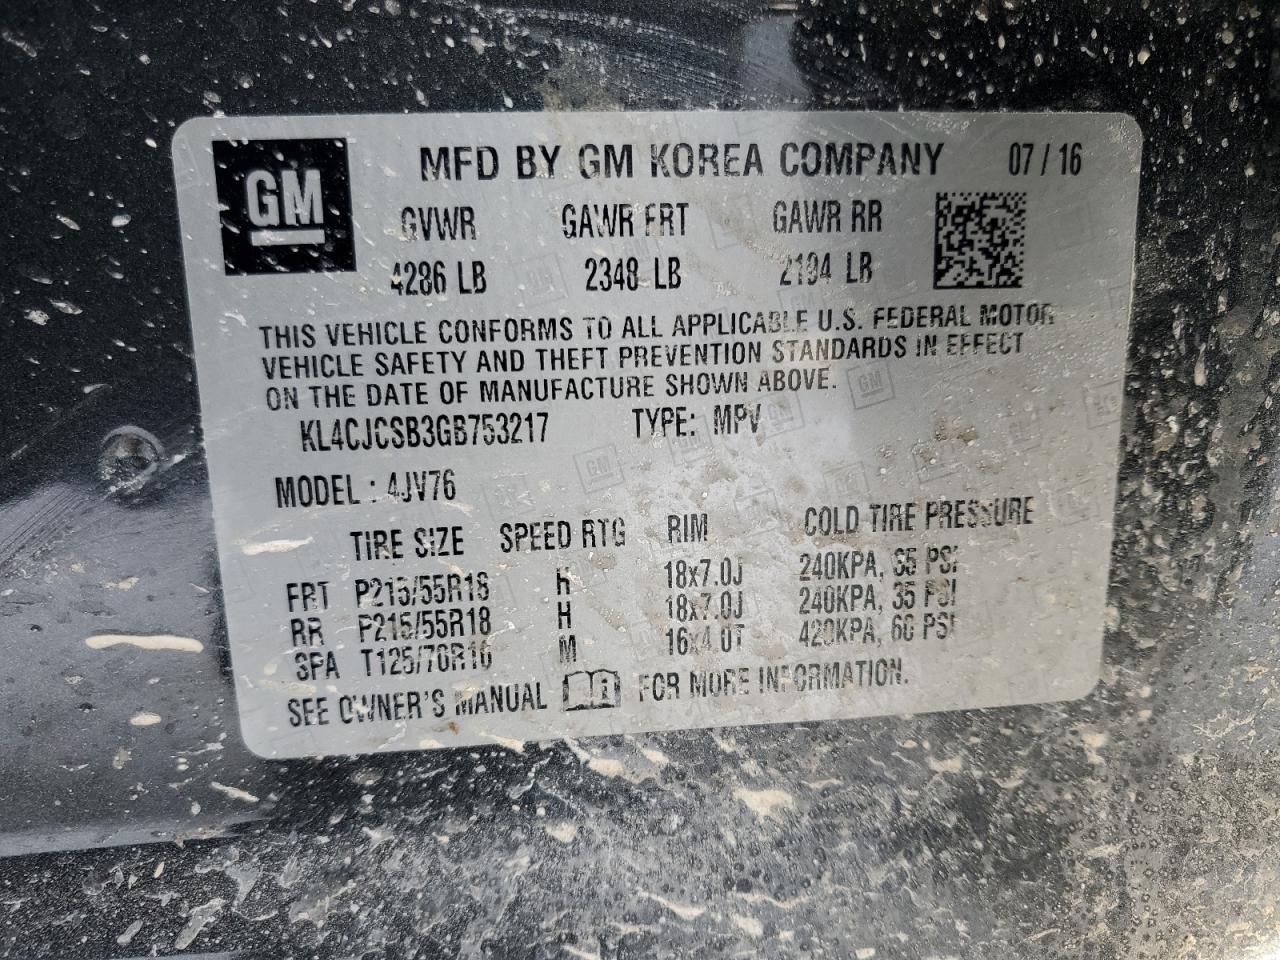 GM
MFD BY GM KOREA COMPANY 07 / 16
GVWR GAWR FRT GAWR RR
4286 LB 2348 LB 2194 LB
THIS VEHICLE CONFORMS TO ALL APPLICABLE U.S. FEDERAL MOTOR
VEHICLE SAFETY AND THEFT PREVENTION STANDARDS IN EFFECT
ON THE DATE OF MANUFACTURE SHOWN ABOVE.
KL4CJCSB3GB753217 TYPE: MPV
MODEL : 4JV76
TIRE SIZE SPEED RTG RIM COLD TIRE PRESSURE
FRT P215/55R18 H 18x7.0J 240KPA, 35 PSI
RR P215/55R18 H 18x7.0J 240KPA, 35 PSI
SPA T125/70R16 M 16x4.0T 420KPA, 60 PSI
SEE OWNER'S MANUAL FOR MORE INFORMATION.